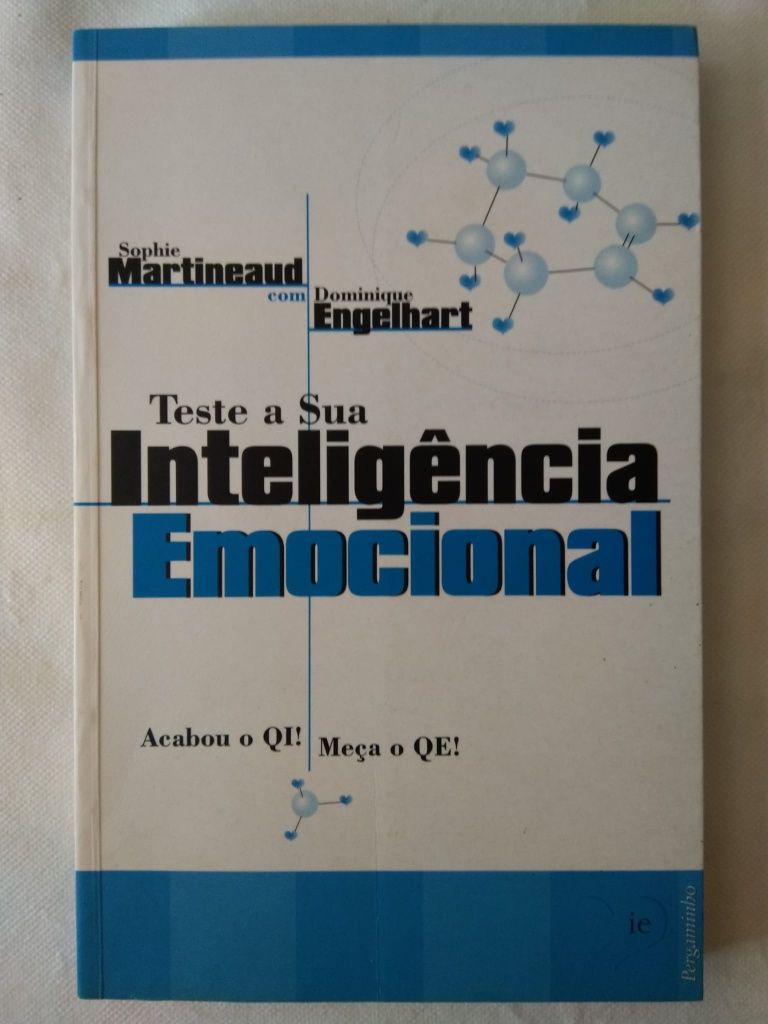 Sophie
Martineaud
com Dominique
Engelhart
Teste a Sua
Inteligência
Emocional
Acabou o QI! Meça o QE!
ie
Pergaminho